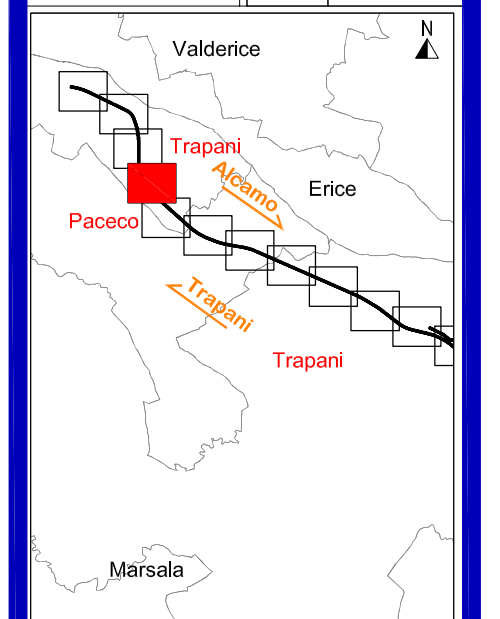 N
Valderice
Trapani
Alcamo
Erice
Paceco
Trapani
Trapani
Marsala